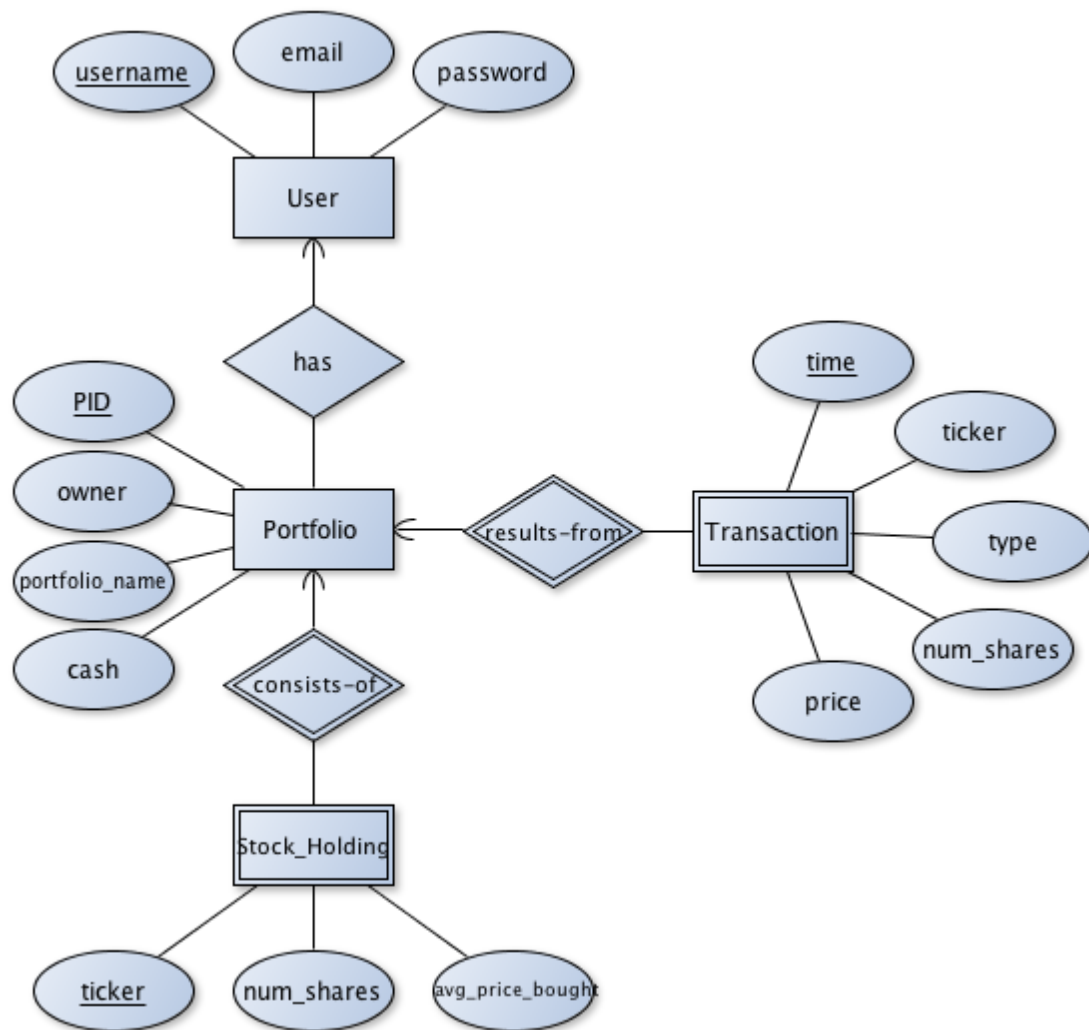 email
username
password
User
has
time
PID
ticker
owner
Portfolio
results-from
Transaction
type
portfolio_name
num_shares
cash
consists-of
price
Stock_Holding
ticker
num_shares
avg_price_bought